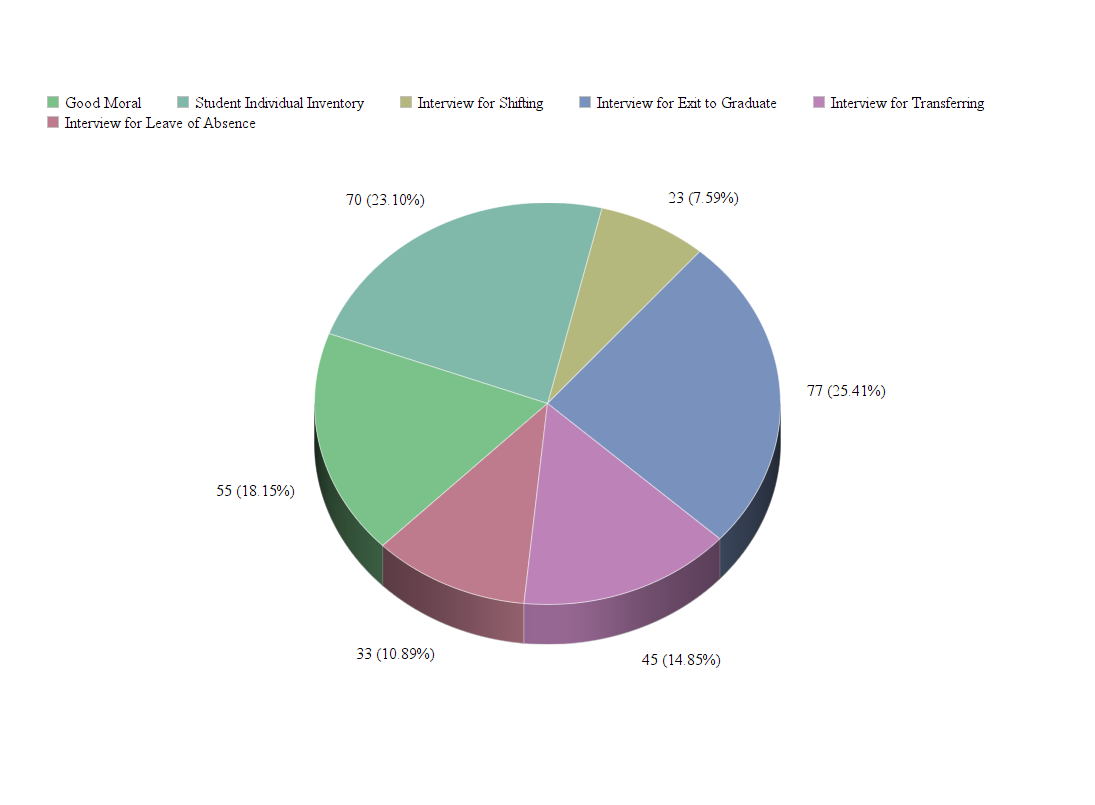 Good Moral Student Individual Inventory Interview for Shifting Interview for Exit to Graduate Interview for Transferring
Interview for Leave of Absence
70 (23.10%) 23 (7.59%)
77 (25.41%)
55 (18.15%)
33 (10.89%) 45 (14.85%)